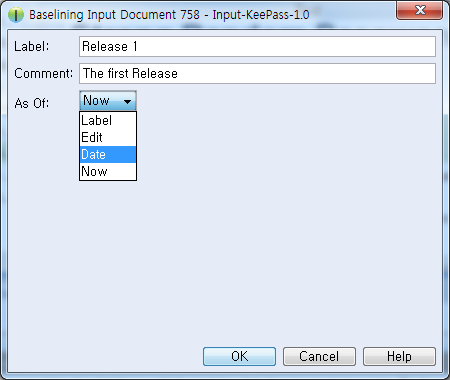 Baselining Input Document 758 - Input-KeePass-1.0
Label: Release 1
Comment: The first Release
As Of: Now
Label
Edit
Date
Now
OK Cancel Help